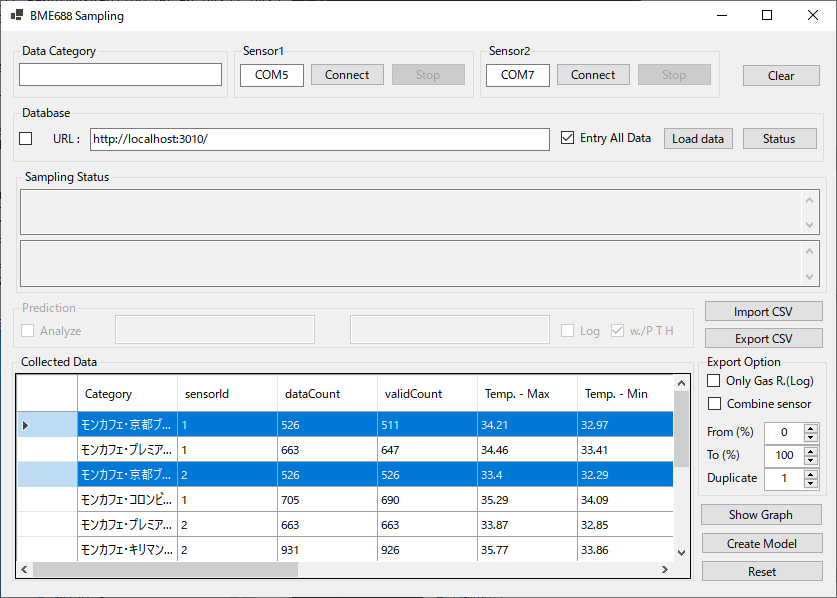 BME688 Sampling
Data Category
Sensor1
COM5 Connect Stop
Sensor2
COM7 Connect Stop
Clear
Database
URL : http://localhost:3010/ Entry All Data Load data Status
Sampling Status
Prediction
Analyze Log w./P T H
Import CSV
Export CSV
Collected Data
Category sensorId dataCount validCount Temp. - Max Temp. - Min
モンカフェ・京都ブ... 1 526 511 34.21 32.97
モンカフェ・プレミア... 1 663 647 34.46 33.41
モンカフェ・京都ブ... 2 526 526 33.4 32.29
モンカフェ・コロンビ... 1 705 690 35.29 34.09
モンカフェ・プレミア... 2 663 663 33.87 32.85
モンカフェ・キリマン... 2 931 926 35.77 33.86
Export Option
Only Gas R.(Log)
Combine sensor
From (%) 0
To (%) 100
Duplicate 1
Show Graph
Create Model
Reset